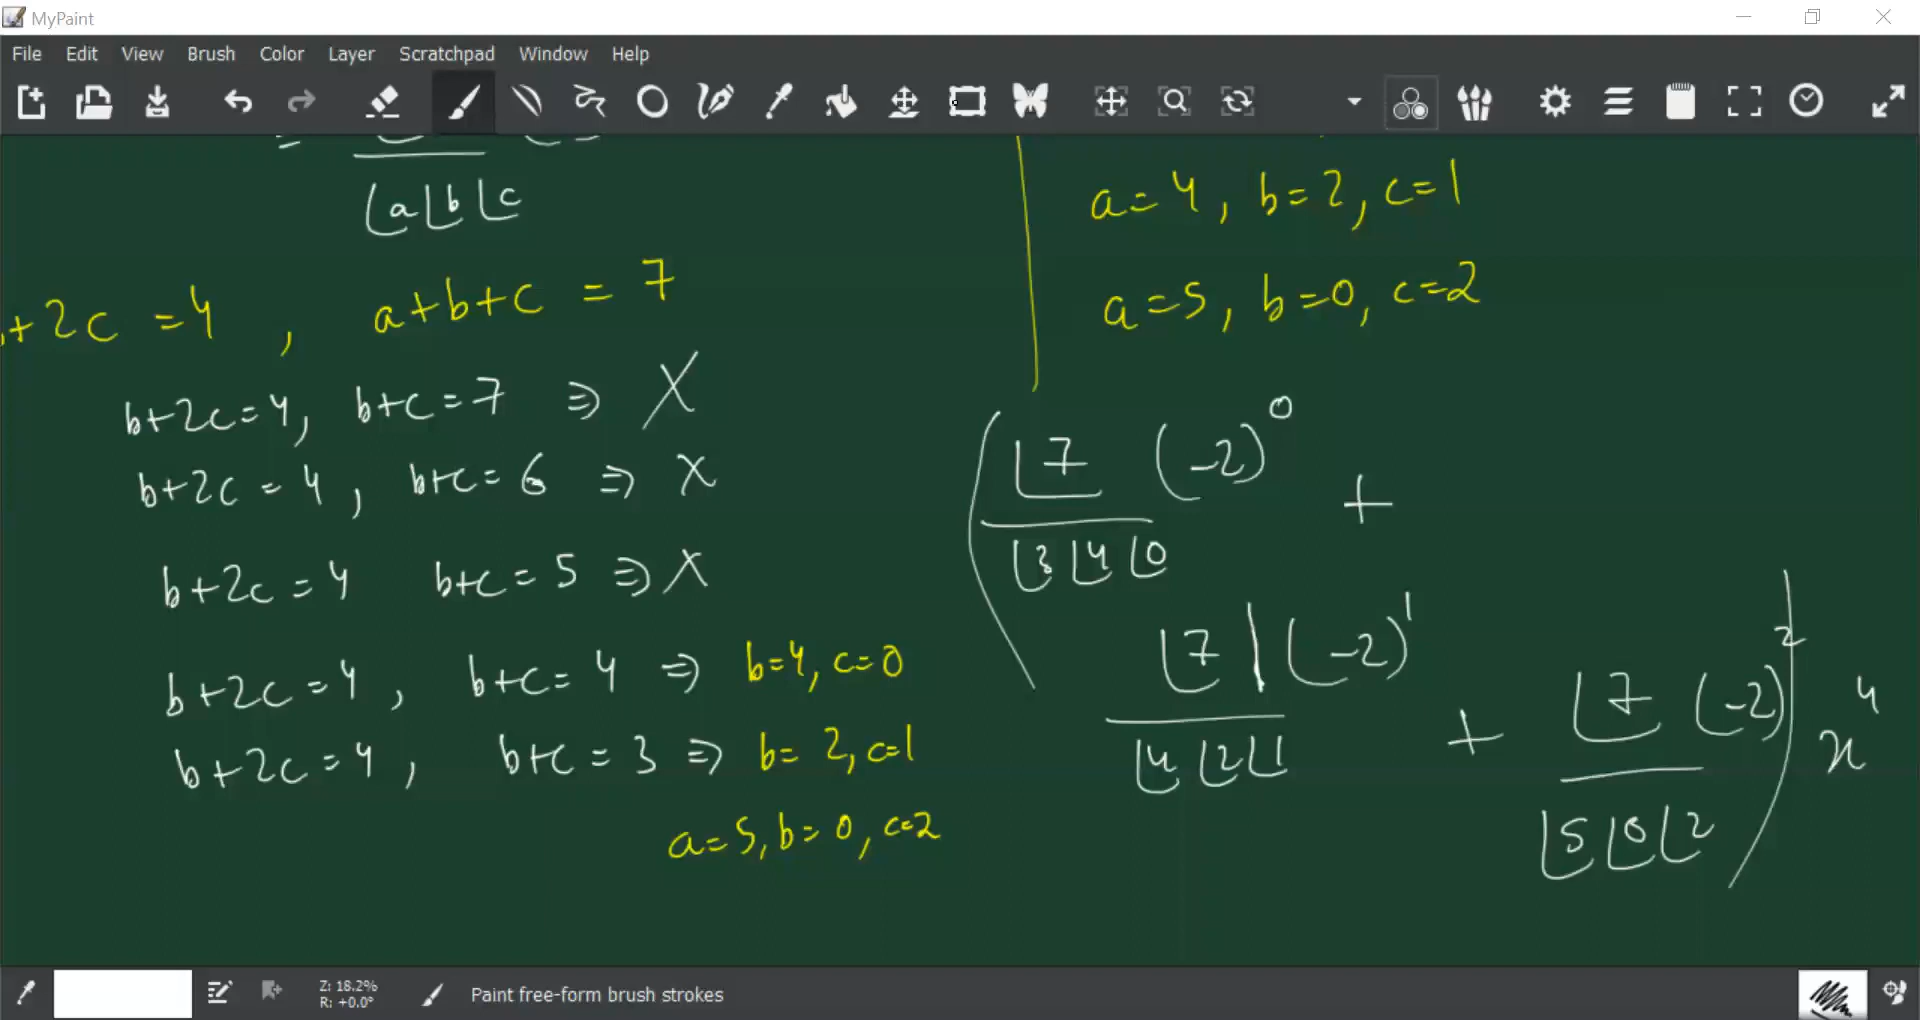 MyPaint
File Edit View Brush Color Layer Scratchpad Window Help
⌊a ⌊b ⌊c
+2c = 4 , a+b+c = 7
b+2c=4, b+c=7 ⇒ X
b+2c = 4 , b+c = 6 ⇒ X
b+2c = 4 b+c = 5 ⇒ X
b+2c = 4 , b+c = 4 ⇒ b=4, c=0
b+2c = 4 , b+c = 3 ⇒ b= 2, c=1
a=5, b=0, c=2
a=4, b=2, c=1
a=5, b=0, c=2
( ⌊7 (-2)^0 +
⌊3 ⌊4 ⌊0
⌊7 | (-2)^1 + ⌊7 (-2)^2 ) x^4
⌊4 ⌊2 ⌊1 ⌊5 ⌊0 ⌊2
Z: 18.2%
R: +0.0°
Paint free-form brush strokes